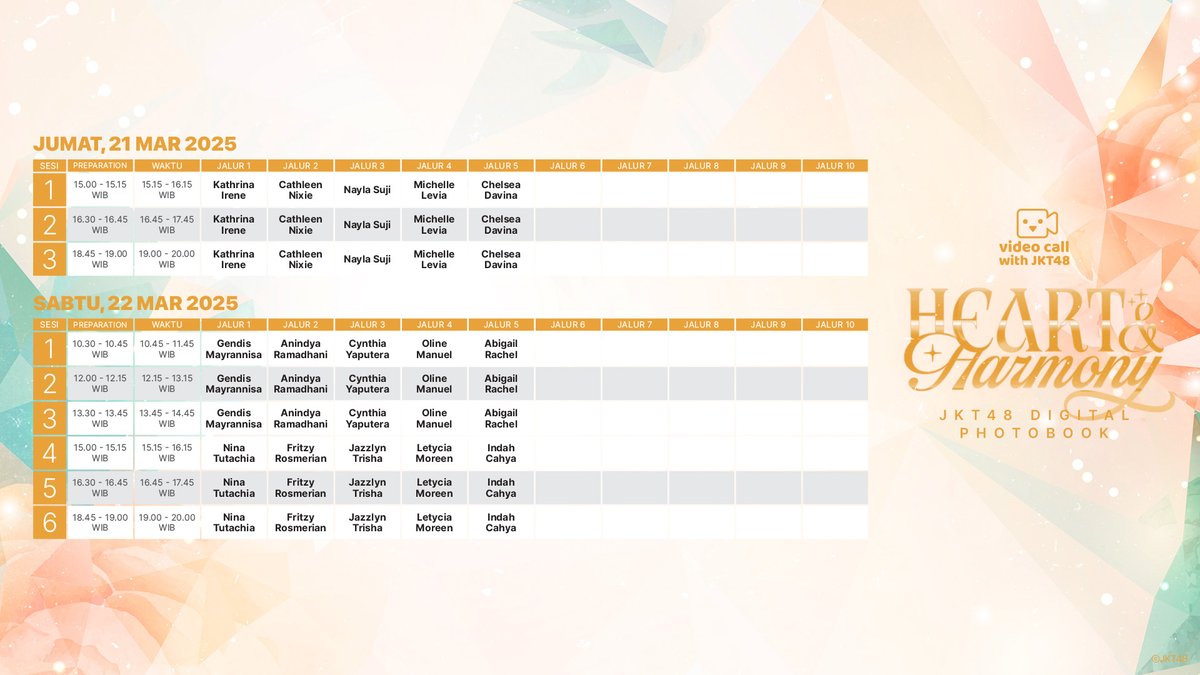 JUMAT, 21 MAR 2025
SESI PREPARATION WAKTU JALUR 1 JALUR 2 JALUR 3 JALUR 4 JALUR 5 JALUR 6 JALUR 7 JALUR 8 JALUR 9 JALUR 10
1 15.00 - 15.15 WIB 15.15 - 16.15 WIB Kathrina Irene Cathleen Nixie Nayla Suji Michelle Levia Chelsea Davina
2 16.30 - 16.45 WIB 16.45 - 17.45 WIB Kathrina Irene Cathleen Nixie Nayla Suji Michelle Levia Chelsea Davina
3 18.45 - 19.00 WIB 19.00 - 20.00 WIB Kathrina Irene Cathleen Nixie Nayla Suji Michelle Levia Chelsea Davina
SABTU, 22 MAR 2025
SESI PREPARATION WAKTU JALUR 1 JALUR 2 JALUR 3 JALUR 4 JALUR 5 JALUR 6 JALUR 7 JALUR 8 JALUR 9 JALUR 10
1 10.30 - 10.45 WIB 10.45 - 11.45 WIB Gendis Mayrannisa Anindya Ramadhani Cynthia Yaputera Oline Manuel Abigail Rachel
2 12.00 - 12.15 WIB 12.15 - 13.15 WIB Gendis Mayrannisa Anindya Ramadhani Cynthia Yaputera Oline Manuel Abigail Rachel
3 13.30 - 13.45 WIB 13.45 - 14.45 WIB Gendis Mayrannisa Anindya Ramadhani Cynthia Yaputera Oline Manuel Abigail Rachel
4 15.00 - 15.15 WIB 15.15 - 16.15 WIB Nina Tutachia Fritzy Rosmerian Jazzlyn Trisha Letycia Moreen Indah Cahya
5 16.30 - 16.45 WIB 16.45 - 17.45 WIB Nina Tutachia Fritzy Rosmerian Jazzlyn Trisha Letycia Moreen Indah Cahya
6 18.45 - 19.00 WIB 19.00 - 20.00 WIB Nina Tutachia Fritzy Rosmerian Jazzlyn Trisha Letycia Moreen Indah Cahya
video call
with JKT48
HEART &
Harmony
JKT48 DIGITAL
PHOTOBOOK
©JKT48